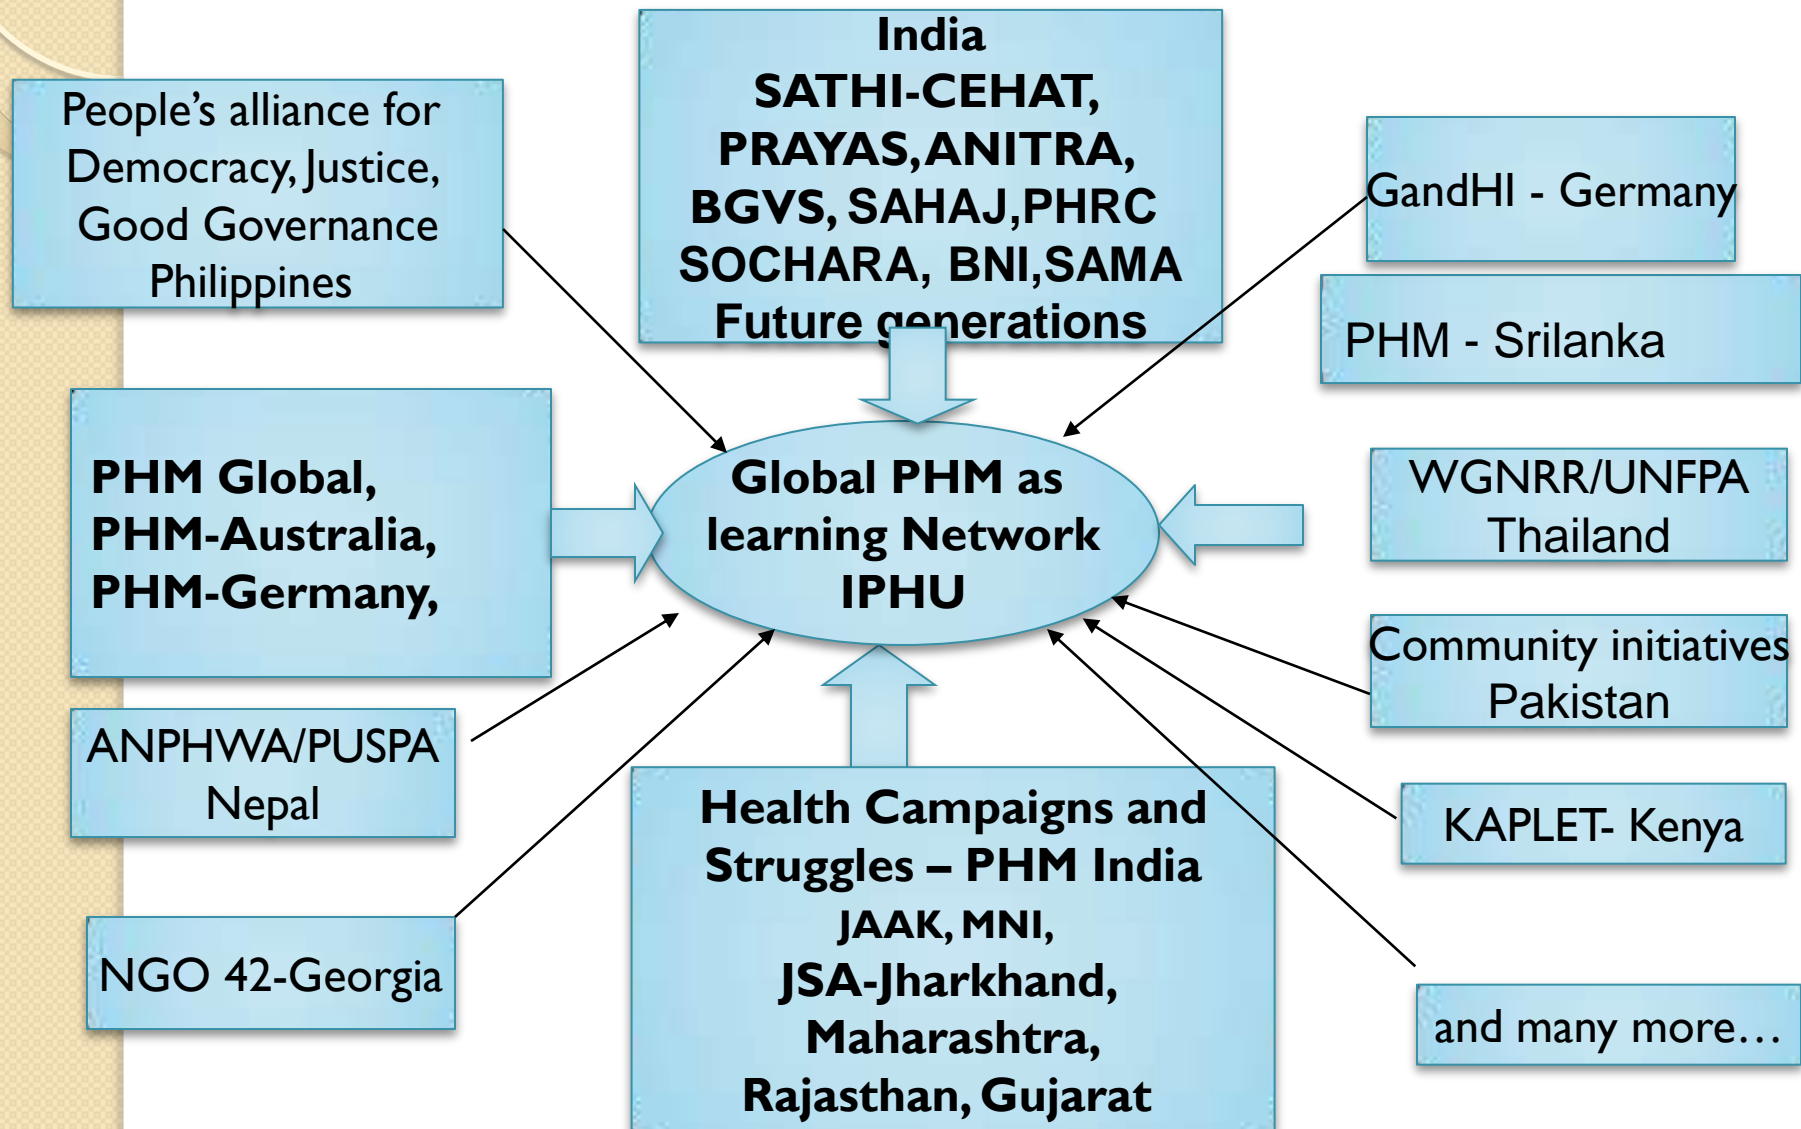 India
SATHI-CEHAT,
PRAYAS, ANITRA,
BGVS, SAHAJ,PHRC
SOCHARA, BNI,SAMA
Future generations
People’s alliance for
Democracy, Justice,
Good Governance
Philippines
GandHI - Germany
PHM - Srilanka
PHM Global,
PHM-Australia,
PHM-Germany,
Global PHM as
learning Network
IPHU
WGNRR/UNFPA
Thailand
Community initiatives
Pakistan
ANPHWA/PUSPA
Nepal
KAPLET- Kenya
Health Campaigns and
Struggles – PHM India
JAAK, MNI,
JSA-Jharkhand,
Maharashtra,
Rajasthan, Gujarat
NGO 42-Georgia
and many more…